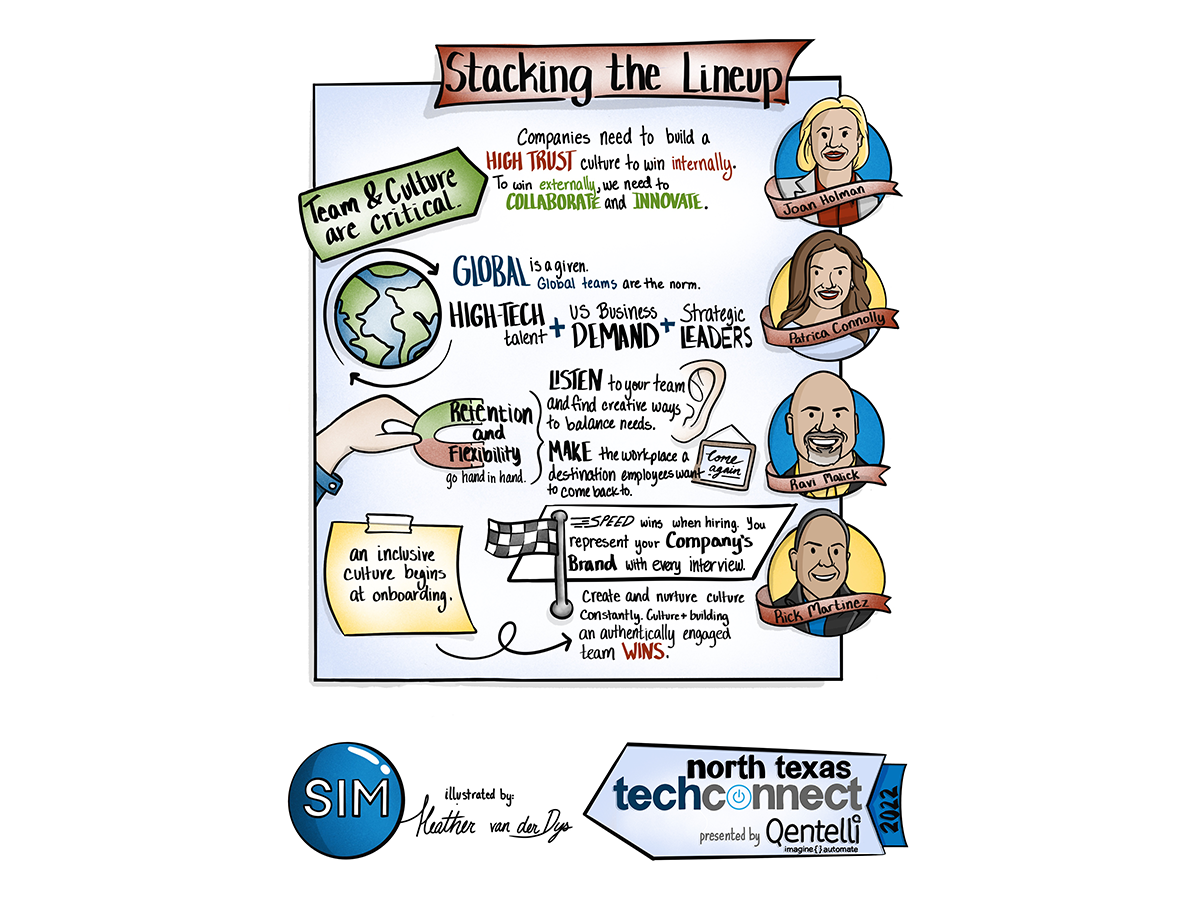 Stacking the Lineup
Companies need to build a
HIGH TRUST culture to win internally.
To win externally, we need to
COLLABORATE and INNOVATE.
Joan Holman
Team & Culture
are critical.
GLOBAL is a given.
Global teams are the norm.
HIGH-TECH
talent
+
US Business
DEMAND
+
Strategic
LEADERS
Patrica Connolly
Retention
and
Flexibility
go hand in hand.
LISTEN to your team
and find creative ways
to balance needs.
MAKE the workplace a
destination employees want
to come back to.
Come
again
Ravi Malick
an inclusive
culture begins
at onboarding.
SPEED wins when hiring. You
represent your Company's
Brand with every interview.
Create and nurture culture
Constantly. Culture + building
an authentically engaged
team WINS.
Rick Martinez
SIM
illustrated by:
Heather van der Dys
north texas
techconnect
presented by Qentelli
imagine {} automate
2022